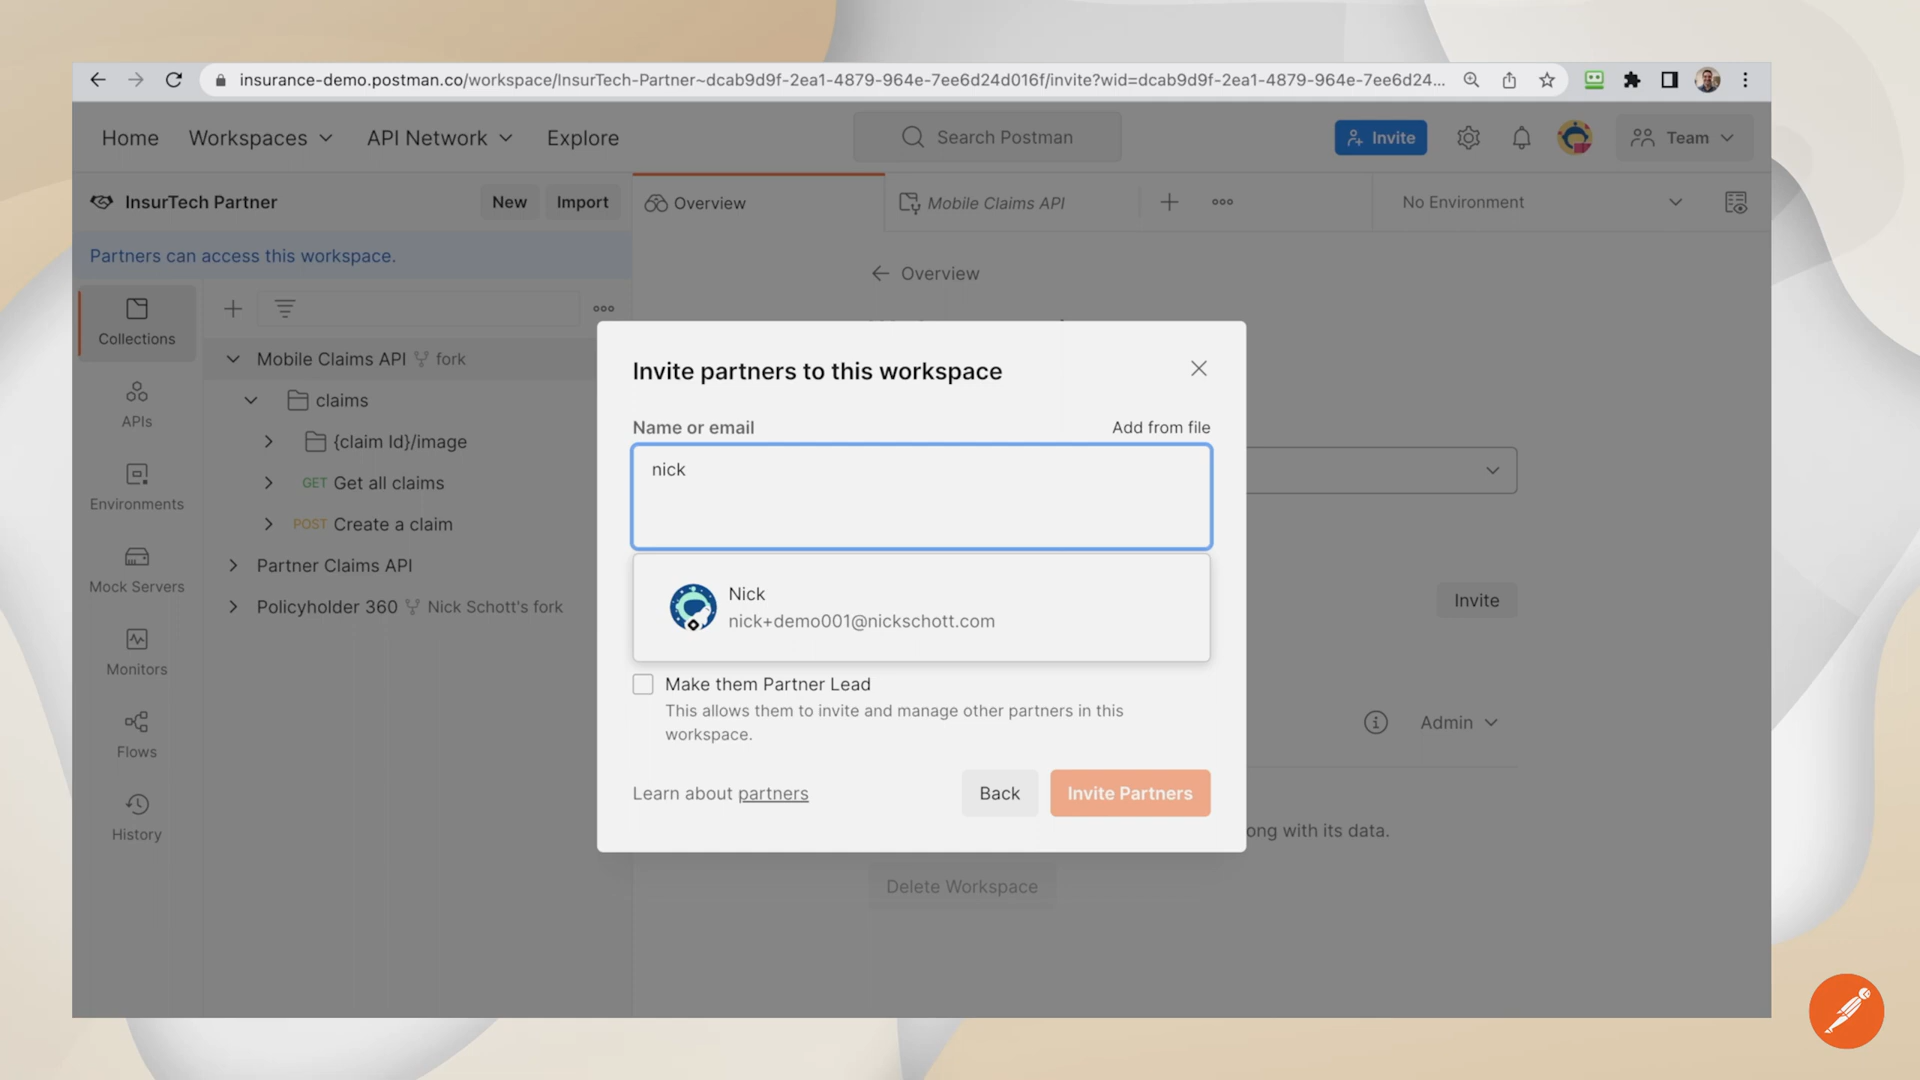 insurance-demo.postman.co/workspace/InsurTech-Partner~dcab9d9f-2ea1-4879-964e-7ee6d24d016f/invite?wid=dcab9d9f-2ea1-4879-964e-7ee6d24...
Home Workspaces API Network Explore Search Postman Invite Team
InsurTech Partner New Import Overview Mobile Claims API No Environment
Partners can access this workspace.
Overview
Collections
Mobile Claims API fork
claims
{claim Id}/image
GET Get all claims
POST Create a claim
Partner Claims API
Policyholder 360 Nick Schott's fork
APIs
Environments
Mock Servers
Monitors
Flows
History
Invite partners to this workspace
Name or email Add from file
nick
Nick
nick+demo001@nickschott.com
Make them Partner Lead
This allows them to invite and manage other partners in this
workspace.
Learn about partners Back Invite Partners
Invite
Admin
ong with its data.
Delete Workspace